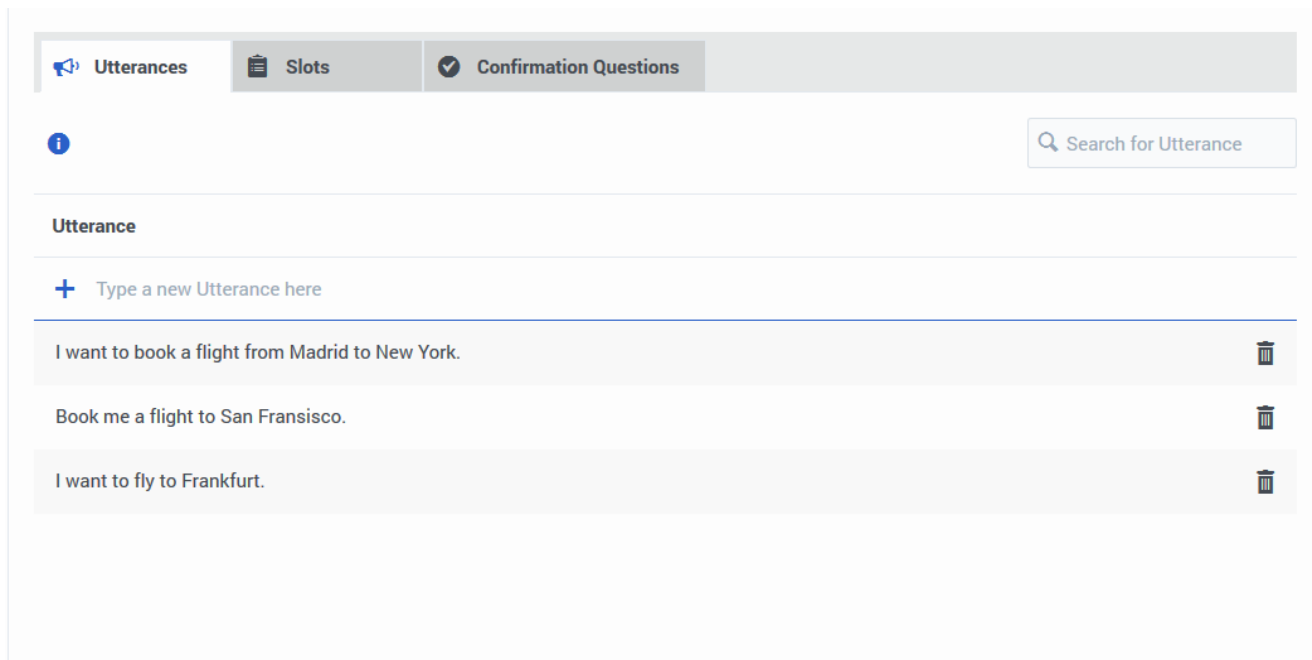 Utterances Slots Confirmation Questions
Search for Utterance
Utterance
Type a new Utterance here
I want to book a flight from Madrid to New York.
Book me a flight to San Fransisco.
I want to fly to Frankfurt.